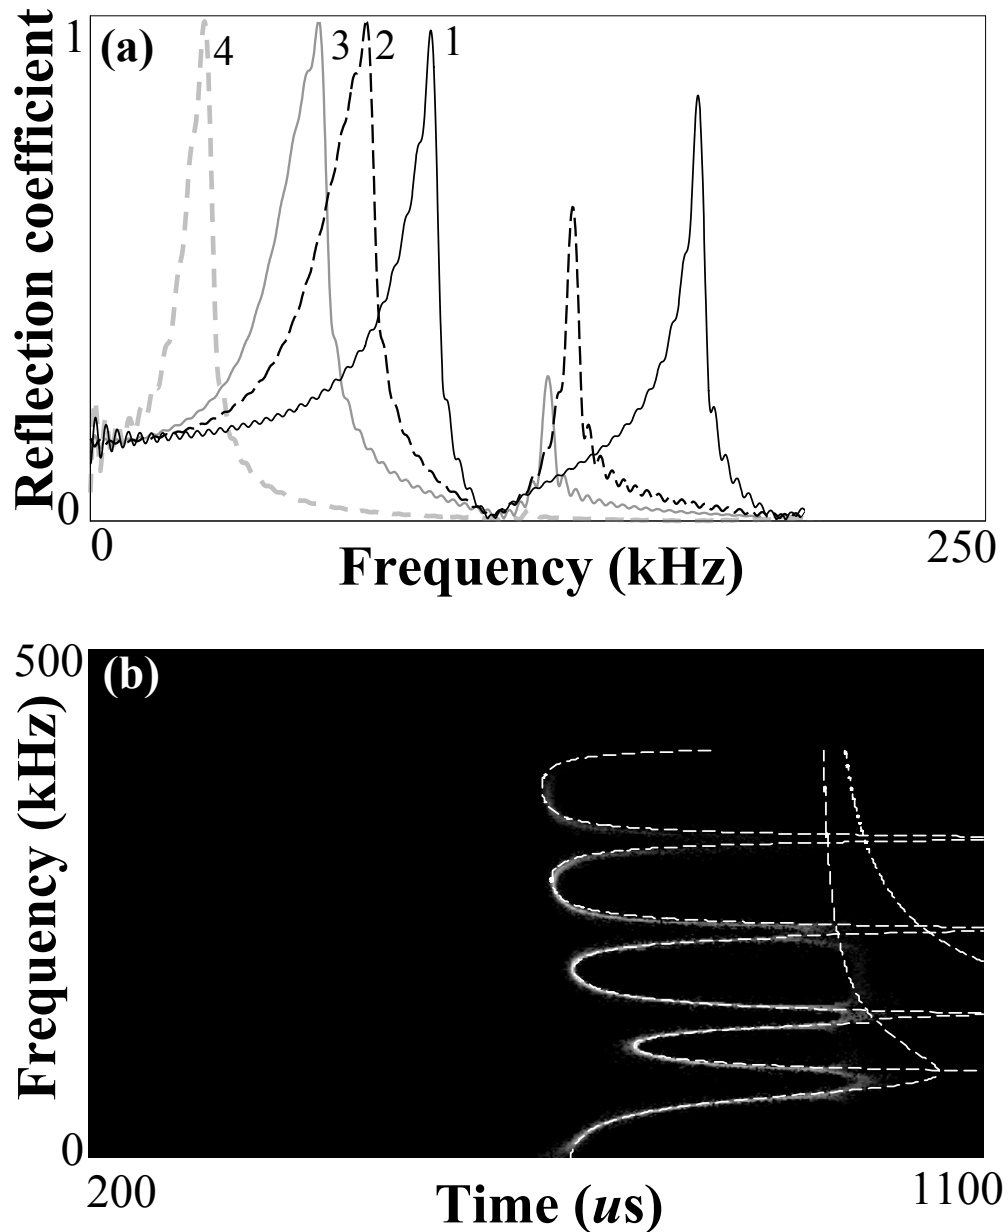 (a)
1
4
3
2
1
Reflection coefficient
0
0
250
Frequency (kHz)
500
(b)
Frequency (kHz)
0
200
1100
Time (us)